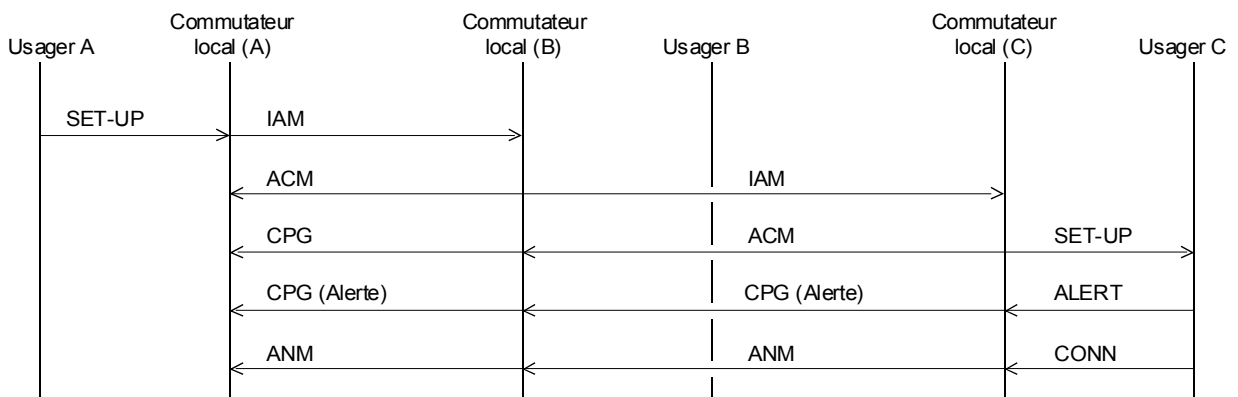 Usager A
Commutateur
local (A)
Commutateur
local (B)
Usager B
Commutateur
local (C)
Usager C
SET-UP
IAM
ACM
IAM
CPG
ACM
SET-UP
CPG (Alerte)
CPG (Alerte)
ALERT
ANM
ANM
CONN